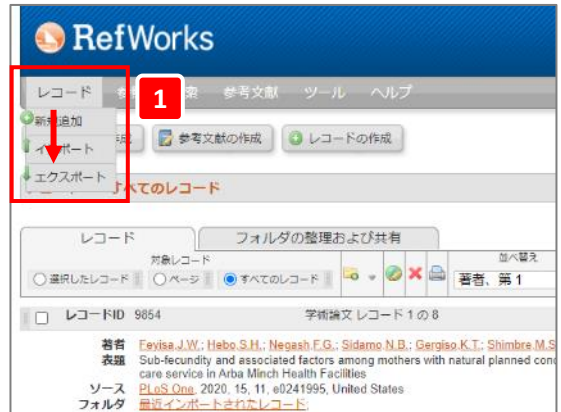 RefWorks
レコード 索 参考文献 ツール ヘルプ
1
新規追加
インポート
エクスポート
参考文献の作成
レコードの作成
すべてのレコード
レコード
フォルダの整理および共有
対象レコード
並べ替え
選択したレコード ページ すべてのレコード
著者、第 1
レコードID 9854
学術論文 レコード 1 の 8
著者 Feyisa,J.W.; Hebo,S.H.; Negash,F.G.; Sidamo,N.B.; Gergiso,K.T.; Shimbre,M.S
表題 Sub-fecundity and associated factors among mothers with natural planned conc
care service in Arba Minch Health Facilities
ソース PLoS One, 2020, 15, 11, e0241995, United States
フォルダ 最近インポートされたレコード;